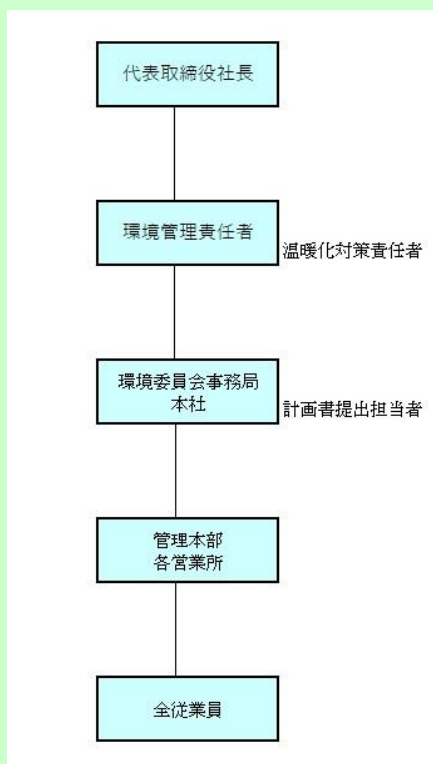 代表取締役社長
環境管理責任者
温暖化対策責任者
環境委員会事務局
本社
計画書提出担当者
管理本部
各営業所
全従業員